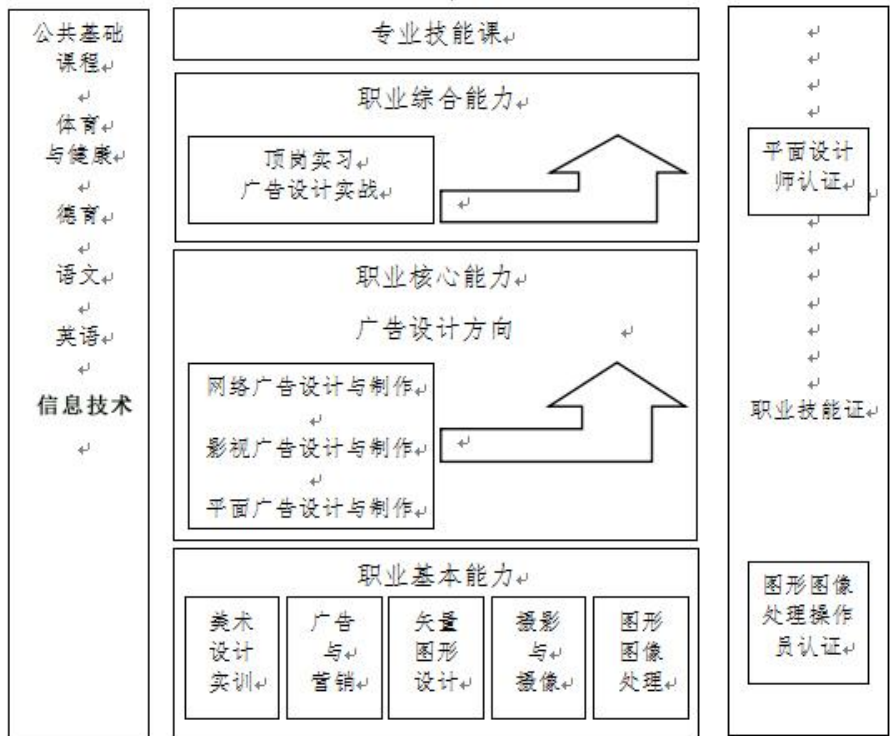 公共基础
课程
体育
与健康
德育
语文
英语
信息技术
专业技能课
职业综合能力
顶岗实习
广告设计实战
职业核心能力
广告设计方向
网络广告设计与制作
影视广告设计与制作
平面广告设计与制作
职业基本能力
美术
设计
实训
广告
与
营销
矢量
图形
设计
摄影
与
摄像
图形
图像
处理
平面设计
师认证
职业技能证
图形图像
处理操作
员认证